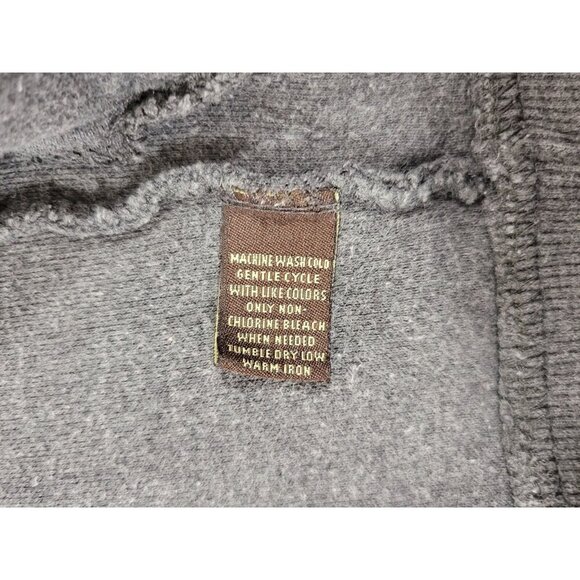 MACHINE WASH COLD
GENTLE CYCLE
WITH LIKE COLORS
ONLY NON-
CHLORINE BLEACH
WHEN NEEDED
TUMBLE DRY LOW
WARM IRON